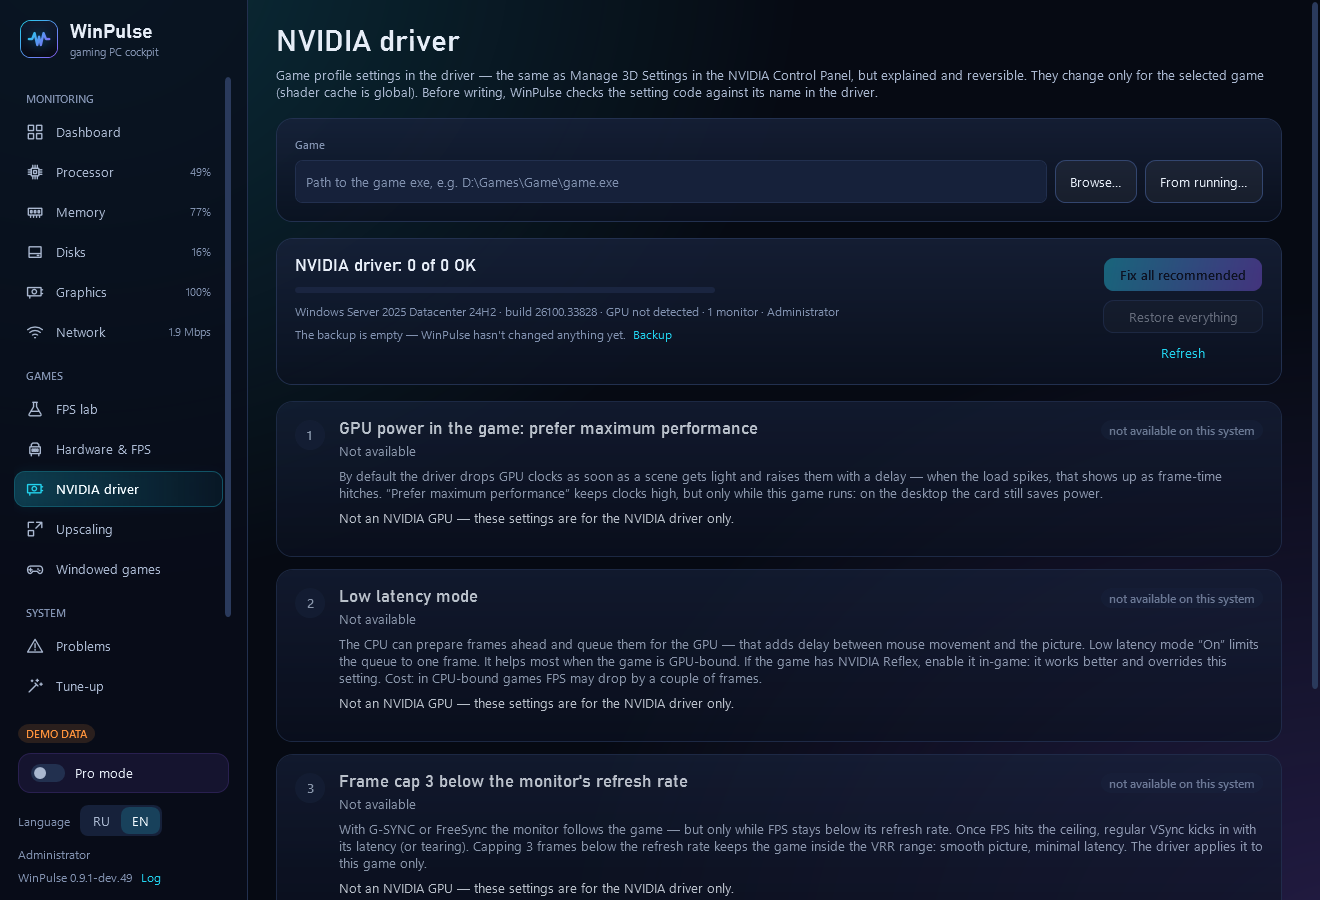 WinPulse
gaming PC cockpit
MONITORING
Dashboard
Processor 49%
Memory 77%
Disks 16%
Graphics 100%
Network 1.9 Mbps
GAMES
FPS lab
Hardware & FPS
NVIDIA driver
Upscaling
Windowed games
SYSTEM
Problems
Tune-up
DEMO DATA
Pro mode
Language RU EN
Administrator
WinPulse 0.9.1-dev.49 Log
NVIDIA driver
Game profile settings in the driver — the same as Manage 3D Settings in the NVIDIA Control Panel, but explained and reversible. They change only for the selected game
(shader cache is global). Before writing, WinPulse checks the setting code against its name in the driver.
Game
Path to the game exe, e.g. D:\Games\Game\game.exe
Browse...
From running...
NVIDIA driver: 0 of 0 OK
Windows Server 2025 Datacenter 24H2 · build 26100.33828 · GPU not detected · 1 monitor · Administrator
The backup is empty — WinPulse hasn't changed anything yet. Backup
Fix all recommended
Restore everything
Refresh
1
GPU power in the game: prefer maximum performance
not available on this system
Not available
By default the driver drops GPU clocks as soon as a scene gets light and raises them with a delay — when the load spikes, that shows up as frame-time
hitches. “Prefer maximum performance” keeps clocks high, but only while this game runs: on the desktop the card still saves power.
Not an NVIDIA GPU — these settings are for the NVIDIA driver only.
2
Low latency mode
not available on this system
Not available
The CPU can prepare frames ahead and queue them for the GPU — that adds delay between mouse movement and the picture. Low latency mode “On” limits
the queue to one frame. It helps most when the game is GPU-bound. If the game has NVIDIA Reflex, enable it in-game: it works better and overrides this
setting. Cost: in CPU-bound games FPS may drop by a couple of frames.
Not an NVIDIA GPU — these settings are for the NVIDIA driver only.
3
Frame cap 3 below the monitor's refresh rate
not available on this system
Not available
With G-SYNC or FreeSync the monitor follows the game — but only while FPS stays below its refresh rate. Once FPS hits the ceiling, regular VSync kicks in with
its latency (or tearing). Capping 3 frames below the refresh rate keeps the game inside the VRR range: smooth picture, minimal latency. The driver applies it to
this game only.
Not an NVIDIA GPU — these settings are for the NVIDIA driver only.